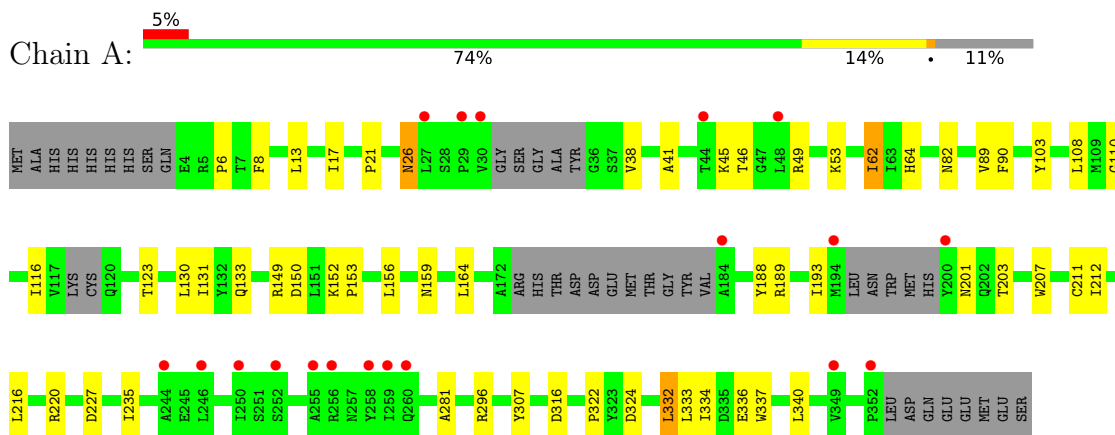 5%
Chain A:
74% 14% • 11%
MET ALA HIS HIS HIS HIS HIS HIS SER GLN E4 R5 P6 T7 F8 L13 I17 P21 N26 L27 S28 P29 V30 GLY SER GLY ALA TYR G36 S37 V38 A41 T44 K45 T46 G47 L48 R49 K53 I62 I63 H64 N82 V89 F90 Y103 L108 M109 G110
I116 V117 LYS CYS Q120 T123 L130 I131 Y132 Q133 R149 D150 L151 K152 P153 L156 N159 L164 A172 ARG HIS THR ASP ASP GLU MET THR GLY TYR VAL A184 Y188 R189 I193 M194 LEU ASN TRP MET HIS Y200 N201 Q202 T203 W207 C211 I212
L216 R220 D227 I235 A244 E245 L246 I250 S251 S252 A255 R256 N257 Y258 I259 Q260 A281 R296 Y307 D316 P322 Y323 D324 L332 L333 I334 D335 E336 W337 L340 V349 P352 LEU ASP GLN GLU GLU MET GLU SER